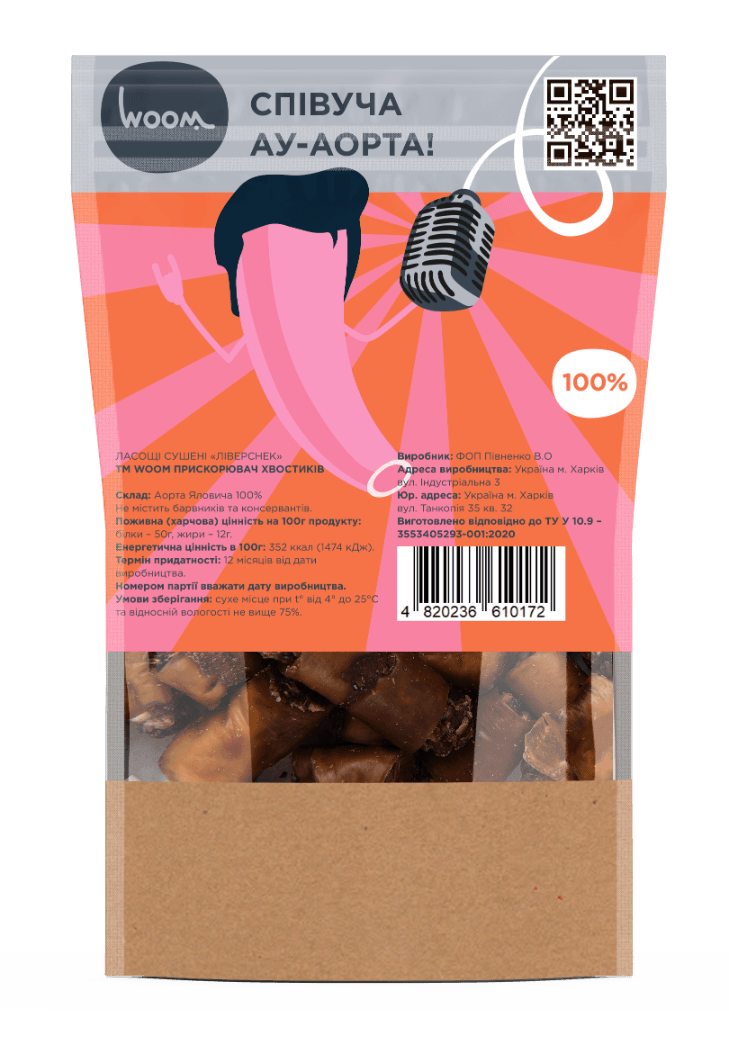 WOOM
СПІВУЧА
АУ-АОРТА!
100%
ЛАСОЩІ СУШЕНІ «ЛІВЕРСНЕК»
ТМ WOOM ПРИСКОРЮВАЧ ХВОСТИКІВ
Склад: Аорта Яловича 100%
Не містить барвників та консервантів.
Поживна (харчова) цінність на 100г продукту:
білки – 50г, жири – 12г.
Енергетична цінність в 100г: 352 ккал (1474 кДж).
Термін придатності: 12 місяців від дати
виробництва.
Номером партії вважати дату виробництва.
Умови зберігання: сухе місце при t° від 4° до 25°С
та відносній вологості не вище 75%.
Виробник: ФОП Півненко В.О
Адреса виробництва: Україна м. Харків
вул. Індустріальна 3
Юр. адреса: Україна м. Харків
вул. Танкопія 35 кв. 32
Виготовлено відповідно до ТУ У 10.9 –
3553405293-001:2020
4 820236 610172